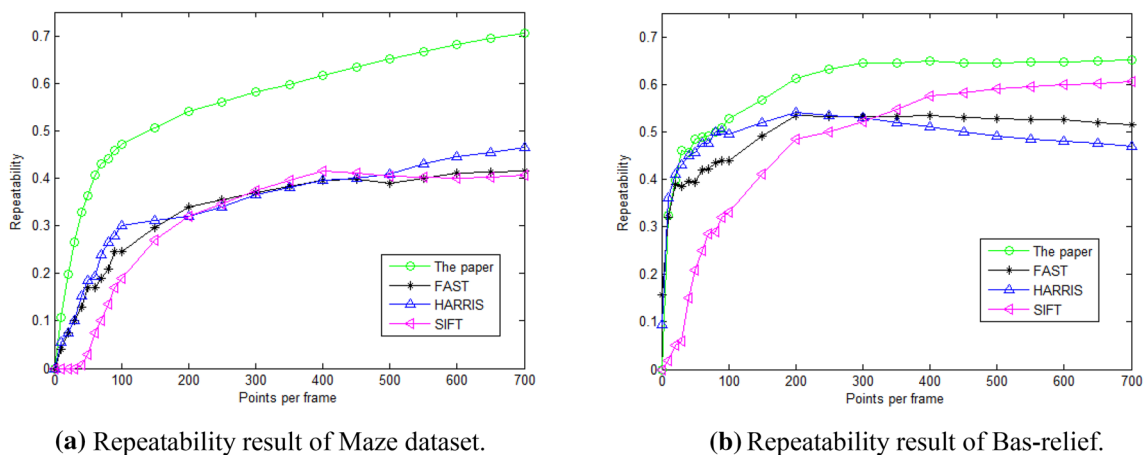 0.7
0.6
0.5
0.4
0.3
0.2
0.1
0
Repeatability
0 100 200 300 400 500 600 700
Points per frame
The paper
FAST
HARRIS
SIFT
(a) Repeatability result of Maze dataset.
0.7
0.6
0.5
0.4
0.3
0.2
0.1
0
Repeatability
0 100 200 300 400 500 600 700
Points per frame
The paper
FAST
HARRIS
SIFT
(b) Repeatability result of Bas-relief.